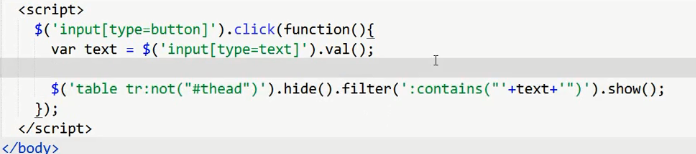 <script>
$('input[type=button]').click(function(){
var text = $('input[type=text]').val();
$('table tr:not("#thead")').hide().filter(':contains("'+text+'")').show();
});
</script>
</body>